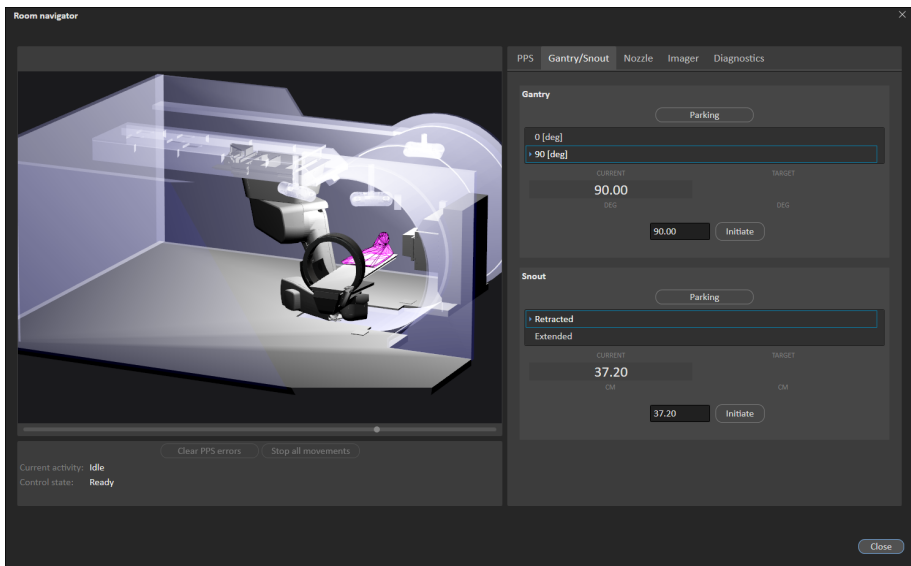 Room navigator
PPS Gantry/Snout Nozzle Imager Diagnostics
Gantry
Parking
0 [deg]
90 [deg]
CURRENT TARGET
90.00
DEG DEG
90.00 Initiate
Snout
Parking
Retracted
Extended
CURRENT TARGET
37.20
CM CM
37.20 Initiate
Clear PPS errors Stop all movements
Current activity: Idle
Control state: Ready
Close